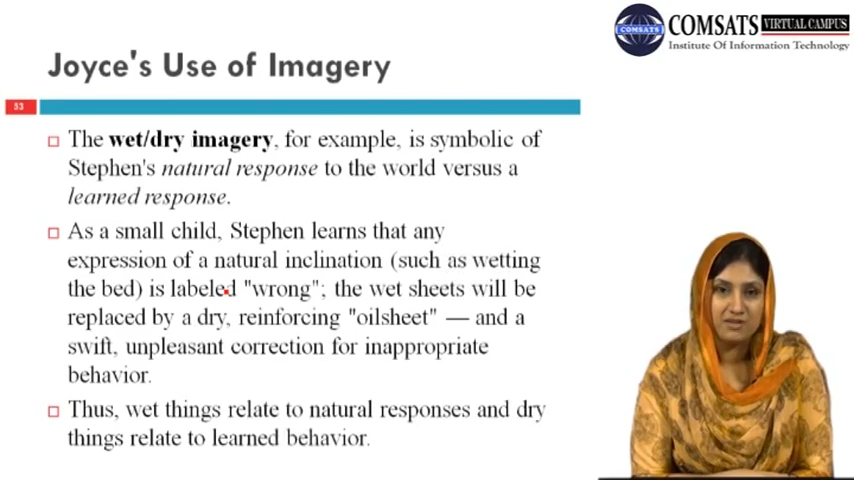 COMSATS VIRTUAL CAMPUS
COMSATS
Institute Of Information Technology
Joyce's Use of Imagery
33
The wet/dry imagery, for example, is symbolic of
Stephen's natural response to the world versus a
learned response.
As a small child, Stephen learns that any
expression of a natural inclination (such as wetting
the bed) is labeled "wrong"; the wet sheets will be
replaced by a dry, reinforcing "oilsheet" — and a
swift, unpleasant correction for inappropriate
behavior.
Thus, wet things relate to natural responses and dry
things relate to learned behavior.